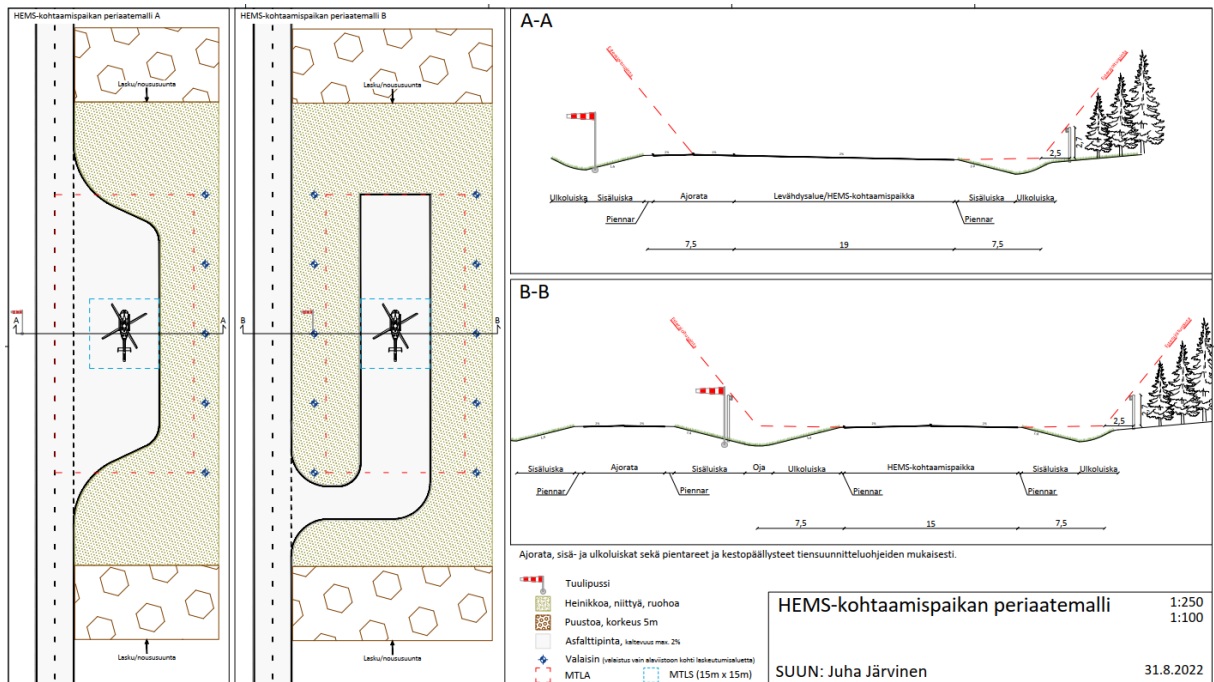 HEMS-kohtaamispaikan periaatemalli A
Lasku/noususuunta
A
A
Lasku/noususuunta
HEMS-kohtaamispaikan periaatemalli B
Lasku/noususuunta
B
B
Lasku/noususuunta
A-A
2,5
Ulkoluiska Sisäluiska Ajorata Levähdysalue/HEMS-kohtaamispaikka Sisäluiska Ulkoluiska
Piennar Piennar
7,5 19 7,5
B-B
2,5
Sisäluiska Ajorata Sisäluiska Oja Ulkoluiska HEMS-kohtaamispaikka Sisäluiska Ulkoluiska
Piennar Piennar Piennar Piennar
7,5 15 7,5
Ajorata, sisä- ja ulkoluiskat sekä pientareet ja kestopäällysteet tiensuunnitteluohjeiden mukaisesti.
Tuulipussi
Heinikkoa, niittyä, ruohoa
Puustoa, korkeus 5m
Asfalttipinta, kaltevuus max. 2%
Valaisin (valaistus vain alaviistoon kohti laskeutumisaluetta)
MTLA MTLS (15m x 15m)
HEMS-kohtaamispaikan periaatemalli 1:250
1:100
SUUN: Juha Järvinen 31.8.2022